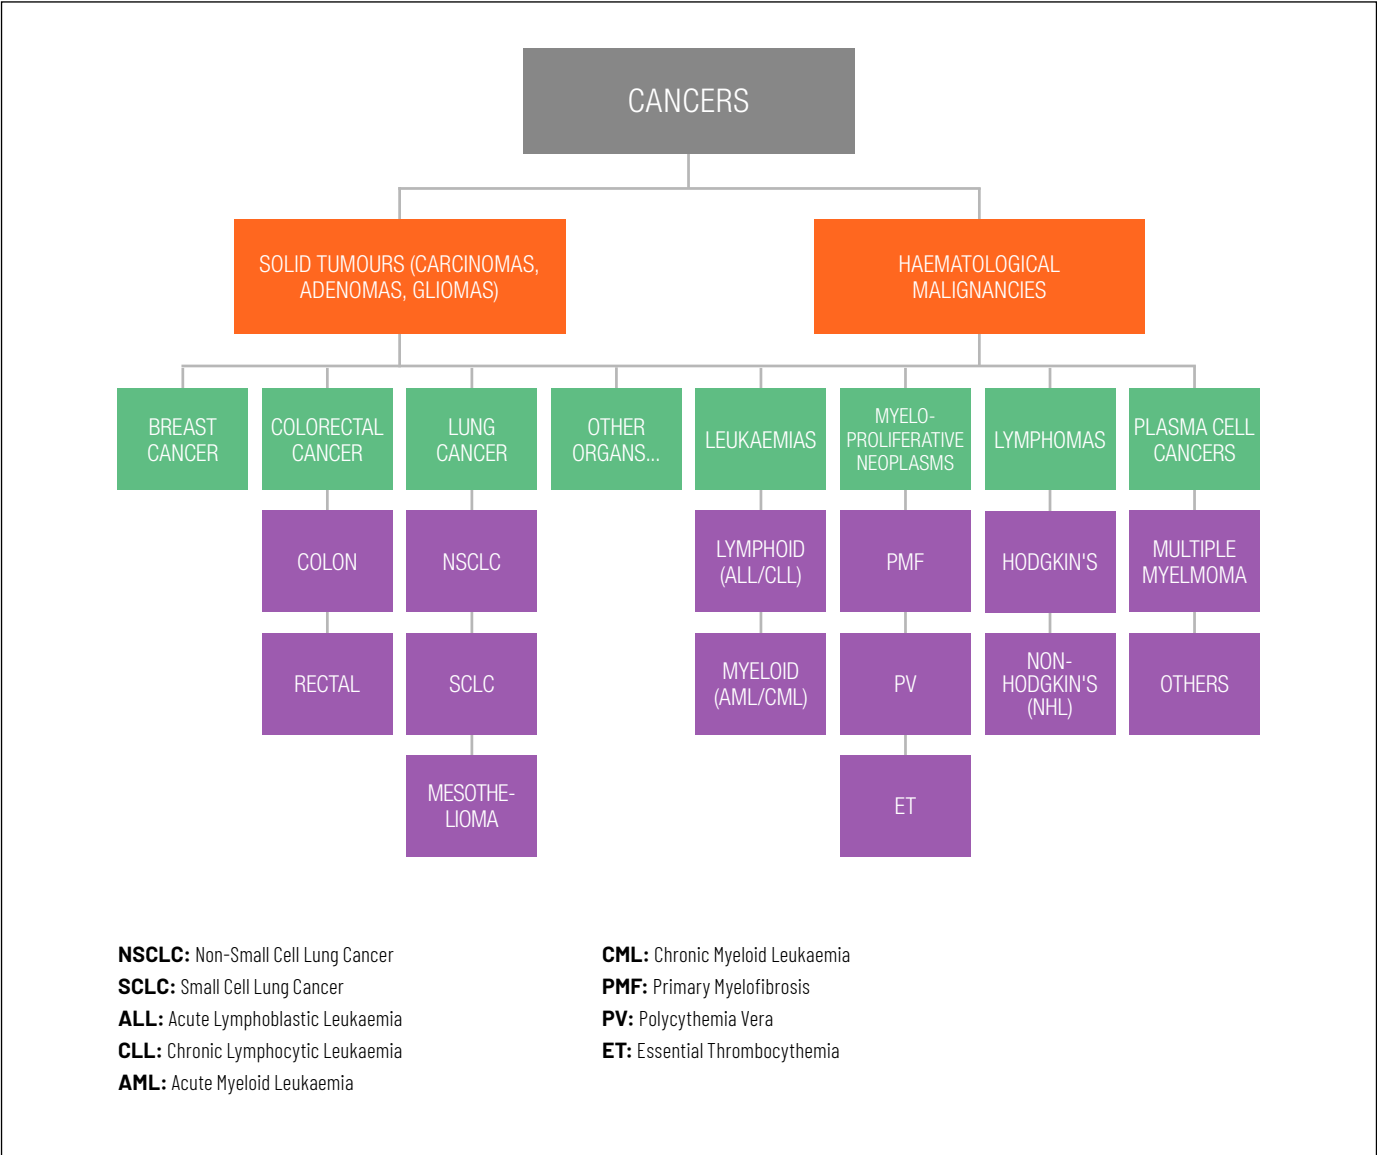 CANCERS
SOLID TUMOURS (CARCINOMAS,
ADENOMAS, GLIOMAS)
HAEMATOLOGICAL
MALIGNANCIES
BREAST
CANCER
COLORECTAL
CANCER
LUNG
CANCER
OTHER
ORGANS...
LEUKAEMIAS
MYELO-
PROLIFERATIVE
NEOPLASMS
LYMPHOMAS
PLASMA CELL
CANCERS
COLON
NSCLC
LYMPHOID
(ALL/CLL)
PMF
HODGKIN'S
MULTIPLE
MYELMOMA
RECTAL
SCLC
MYELOID
(AML/CML)
PV
NON-
HODGKIN'S
(NHL)
OTHERS
MESOTHE-
LIOMA
ET
NSCLC: Non-Small Cell Lung Cancer
SCLC: Small Cell Lung Cancer
ALL: Acute Lymphoblastic Leukaemia
CLL: Chronic Lymphocytic Leukaemia
AML: Acute Myeloid Leukaemia
CML: Chronic Myeloid Leukaemia
PMF: Primary Myelofibrosis
PV: Polycythemia Vera
ET: Essential Thrombocythemia